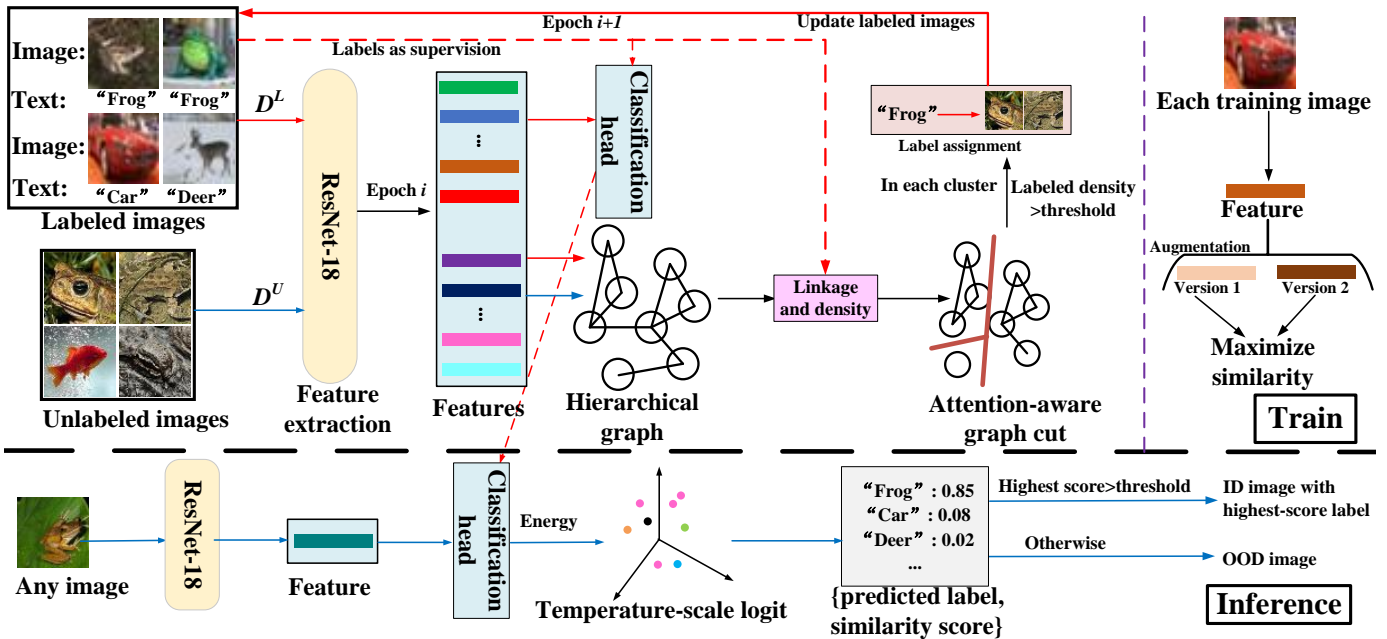 Epoch i+1
Update labeled images
Labels as supervision
Image:
Text:
“Frog”
“Frog”
Image:
Text:
“Car”
“Deer”
Labeled images
D^L
D^U
Unlabeled images
ResNet-18
Feature
extraction
Epoch i
...
...
Features
Classification
head
Hierarchical
graph
Linkage
and density
“Frog”
Label assignment
In each cluster
Labeled density
>threshold
Attention-aware
graph cut
Each training image
Feature
Augmentation
Version 1
Version 2
Maximize
similarity
Train
Any image
ResNet-18
Feature
Classification
head
Energy
Temperature-scale logit
“Frog” : 0.85
“Car” : 0.08
“Deer” : 0.02
...
{predicted label,
similarity score}
Highest score>threshold
ID image with
highest-score label
Otherwise
OOD image
Inference